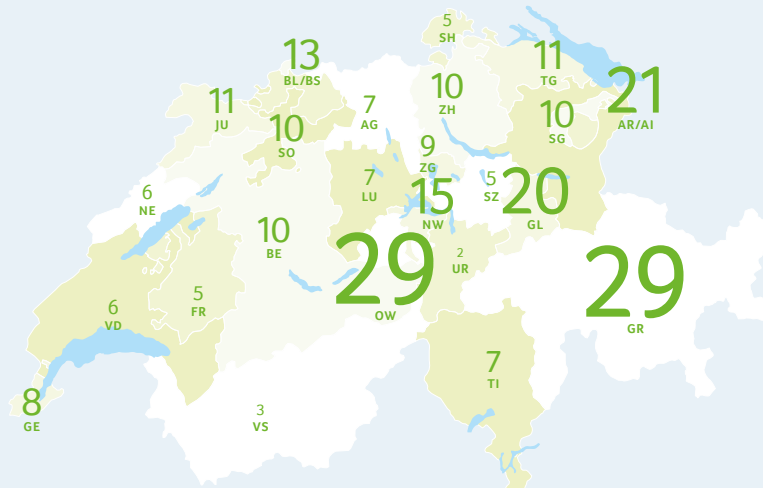 5
SH
13
BL/BS
11
TG
21
AR/AI
11
JU
7
AG
10
ZH
10
SG
10
SO
9
ZG
7
LU
15
NW
5
SZ
20
GL
6
NE
10
BE
2
UR
29
OW
29
GR
6
VD
5
FR
7
TI
8
GE
3
VS